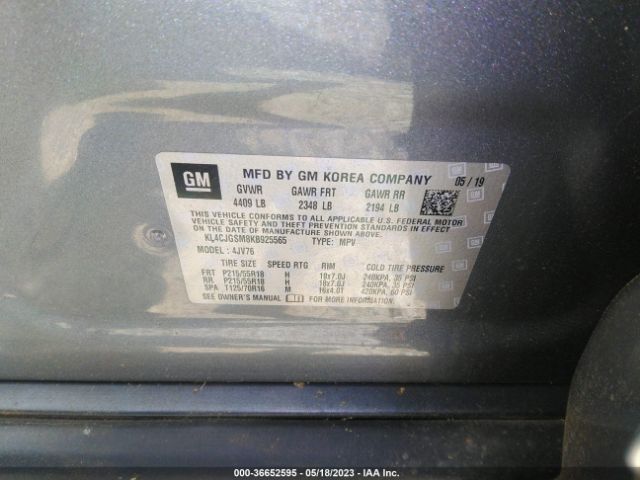 GM
MFD BY GM KOREA COMPANY 05/19
GVWR GAWR FRT GAWR RR
4409 LB 2348 LB 2194 LB
THIS VEHICLE CONFORMS TO ALL APPLICABLE U.S. FEDERAL MOTOR
VEHICLE SAFETY, BUMPER, AND THEFT PREVENTION STANDARDS IN EFFECT
ON THE DATE OF MANUFACTURE SHOWN ABOVE.
KL4CJGSM8KB925565 TYPE: MPV
MODEL: 4JV76
TIRE SIZE SPEED RTG RIM COLD TIRE PRESSURE
FRT P215/55R18 H 18x7.0J 240KPA, 35 PSI
RR P215/55R18 H 18x7.0J 240KPA, 35 PSI
SPA T125/70R16 M 16x4.0T 420KPA, 60 PSI
SEE OWNER'S MANUAL FOR MORE INFORMATION.
000-36652595 - 05/18/2023 - IAA Inc.